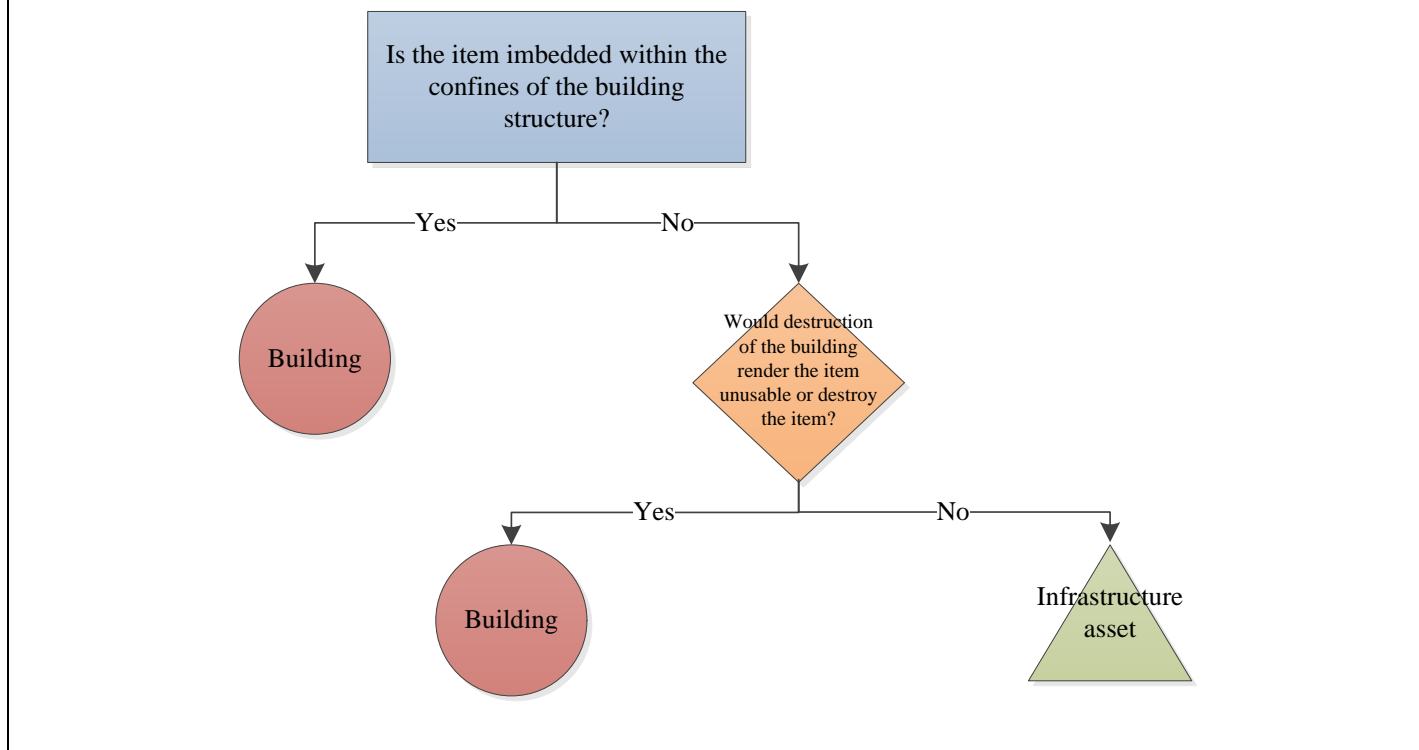 Is the item imbedded within the
confines of the building
structure?
Yes
No
Building
Would destruction
of the building
render the item
unusable or destroy
the item?
Yes
No
Building
Infrastructure
asset